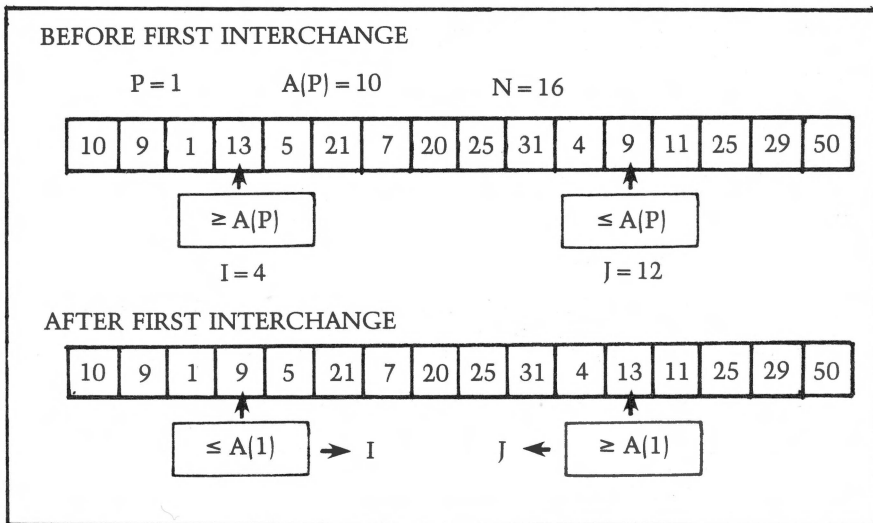 BEFORE FIRST INTERCHANGE
P = 1 A(P) = 10 N = 16
10 9 1 13 5 21 7 20 25 31 4 9 11 25 29 50
≥ A(P) ≤ A(P)
I = 4 J = 12
AFTER FIRST INTERCHANGE
10 9 1 9 5 21 7 20 25 31 4 13 11 25 29 50
≤ A(1) I J ≥ A(1)